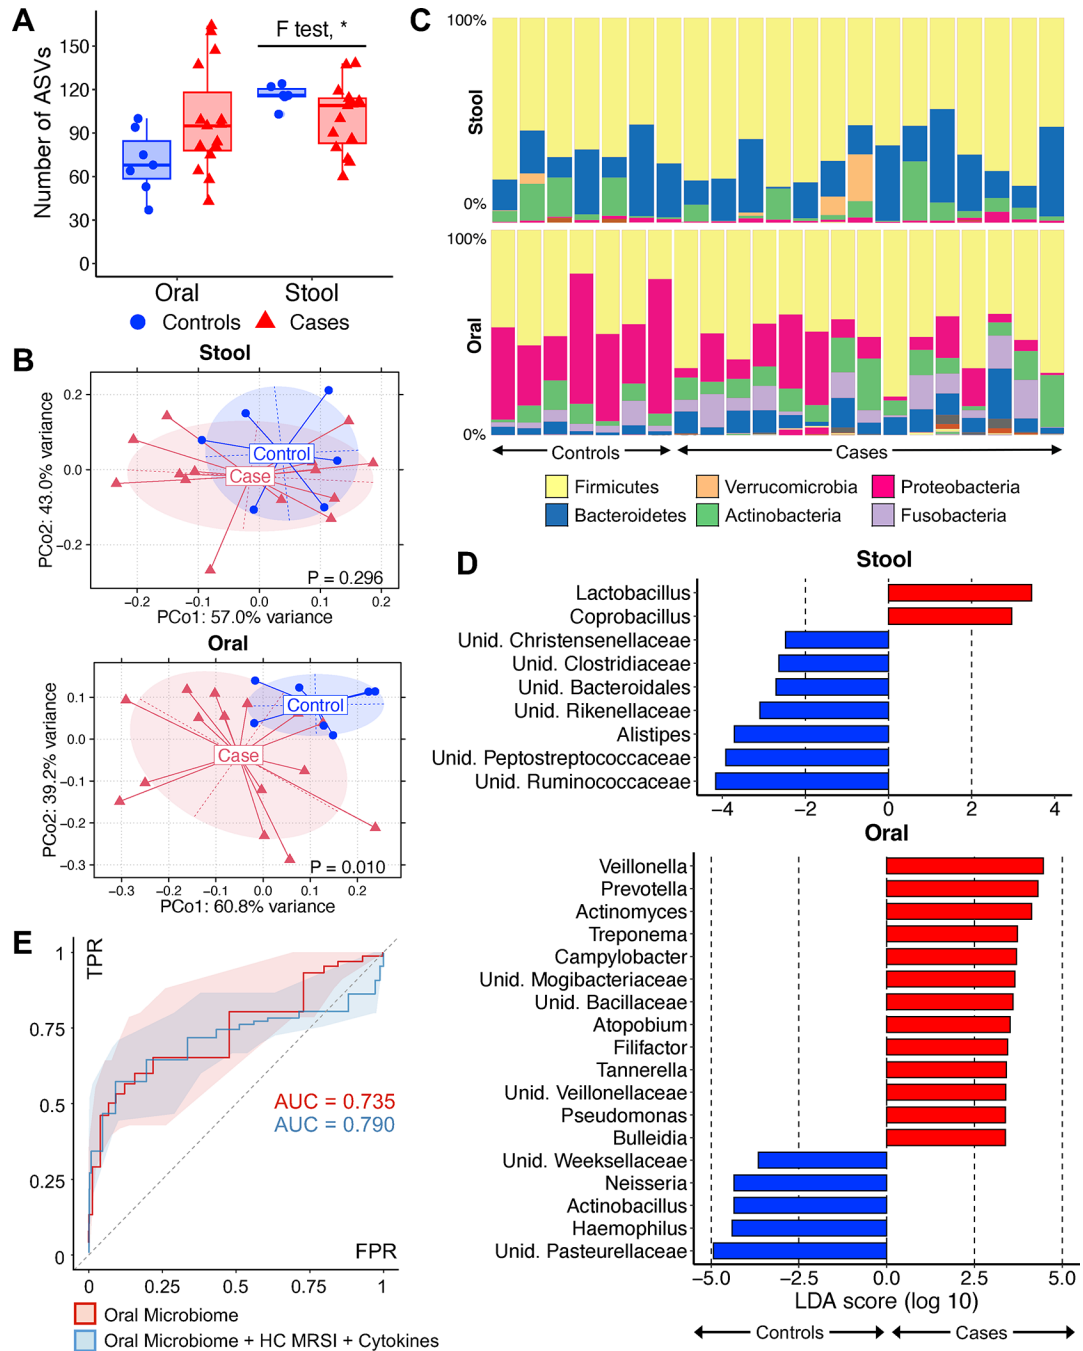 A
Number of ASVs
150
120
90
60
30
0
F test, *
Oral
Stool
Controls
Cases
B
Stool
PCo2: 43.0% variance
0.2
0.0
−0.2
Control
Case
P = 0.296
−0.2
−0.1
0.0
0.1
0.2
PCo1: 57.0% variance
Oral
PCo2: 39.2% variance
0.1
0.0
−0.1
−0.2
−0.3
Control
Case
P = 0.010
−0.3
−0.2
−0.1
0.0
0.1
0.2
PCo1: 60.8% variance
C
100%
Stool
0%
100%
Oral
0%
Controls
Cases
Firmicutes
Verrucomicrobia
Proteobacteria
Bacteroidetes
Actinobacteria
Fusobacteria
D
Stool
Lactobacillus
Coprobacillus
Unid. Christensenellaceae
Unid. Clostridiaceae
Unid. Bacteroidales
Unid. Rikenellaceae
Alistipes
Unid. Peptostreptococcaceae
Unid. Ruminococcaceae
−4
−2
0
2
4
Oral
Veillonella
Prevotella
Actinomyces
Treponema
Campylobacter
Unid. Mogibacteriaceae
Unid. Bacillaceae
Atopobium
Filifactor
Tannerella
Unid. Veillonellaceae
Pseudomonas
Bulleidia
Unid. Weeksellaceae
Neisseria
Actinobacillus
Haemophilus
Unid. Pasteurellaceae
−5.0
−2.5
0.0
2.5
5.0
LDA score (log 10)
Controls
Cases
E
TPR
1
0.75
0.5
0.25
0
AUC = 0.735
AUC = 0.790
FPR
0
0.25
0.5
0.75
1
Oral Microbiome
Oral Microbiome + HC MRSI + Cytokines